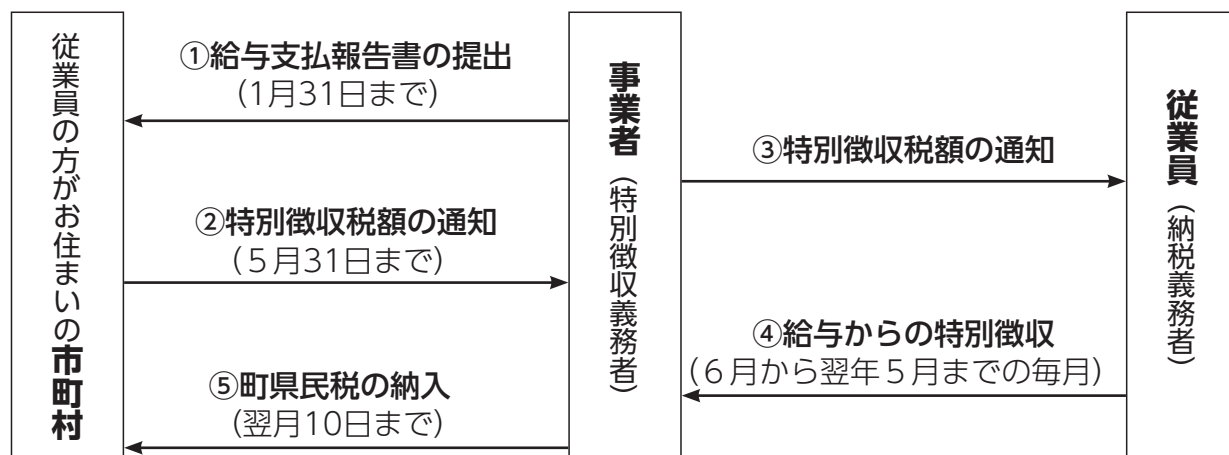 従業員の方がお住まいの市町村
①給与支払報告書の提出
(1月31日まで)
②特別徴収税額の通知
(5月31日まで)
⑤町県民税の納入
(翌月10日まで)
事業者(特別徴収義務者)
③特別徴収税額の通知
④給与からの特別徴収
(6月から翌年5月までの毎月)
従業員(納税義務者)